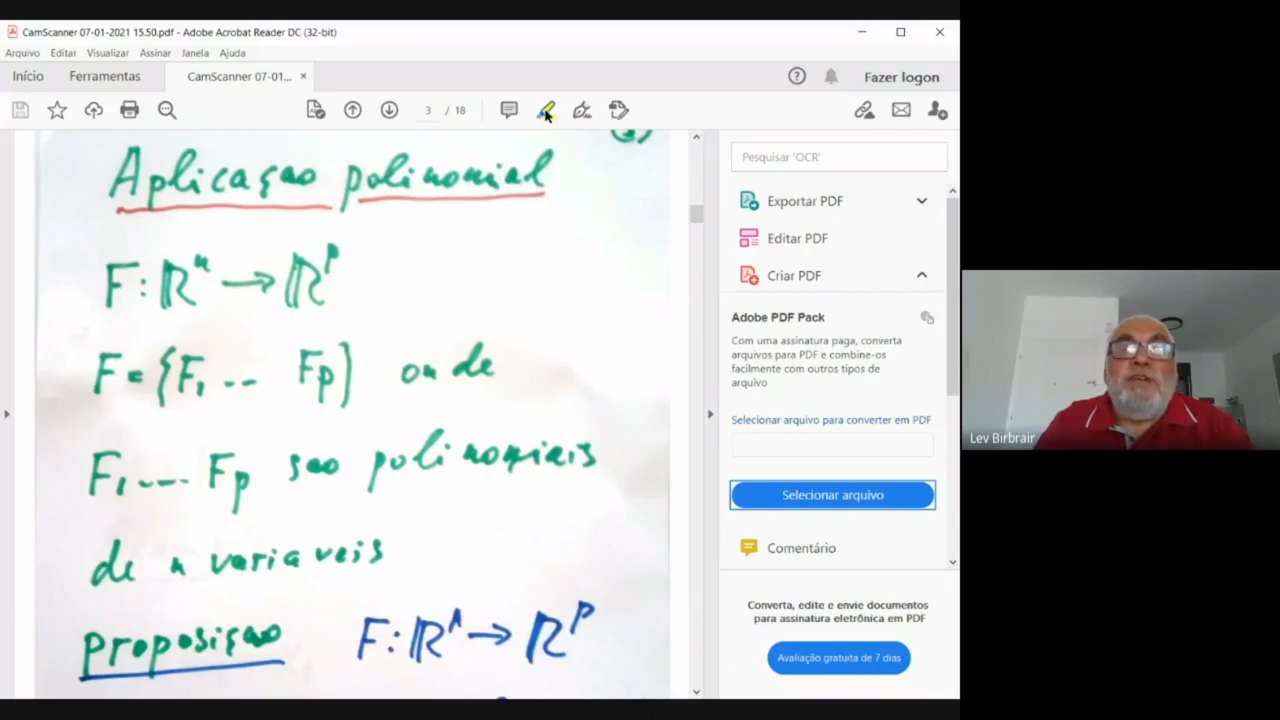 CamScanner 07-01-2021 15.50.pdf - Adobe Acrobat Reader DC (32-bit)
Arquivo Editar Visualizar Assinar Janela Ajuda
Início Ferramentas CamScanner 07-01... × Fazer logon
3 / 18
Aplicaçao polinomial
F: ℝⁿ → ℝᵖ
F = {F₁ ... Fp} onde
F₁ ... Fp sao polinomiais
de n variaveis
proposiçao F: ℝⁿ → ℝᵖ
Pesquisar 'OCR'
Exportar PDF
Editar PDF
Criar PDF
Adobe PDF Pack
Com uma assinatura paga, converta
arquivos para PDF e combine-os
facilmente com outros tipos de
arquivo
Selecionar arquivo para converter em PDF
Selecionar arquivo
Comentário
Converta, edite e envie documentos
para assinatura eletrônica em PDF
Avaliação gratuita de 7 dias
Lev Birbrair